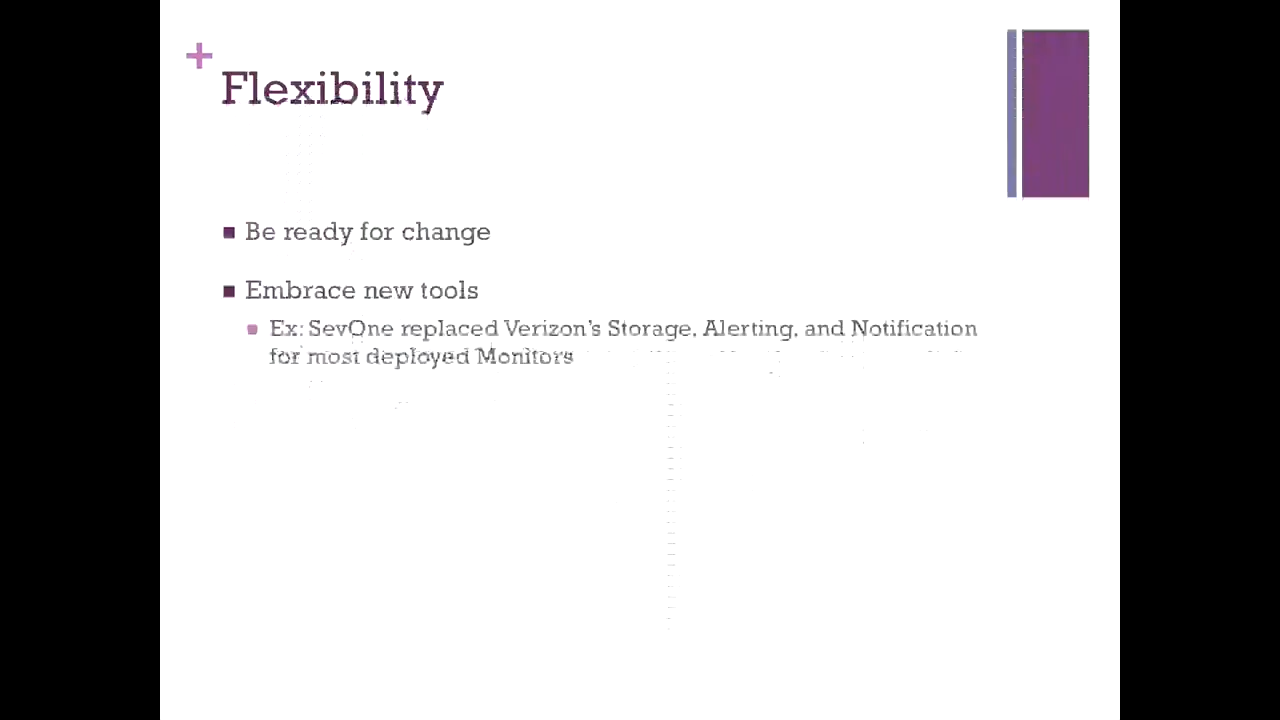 Flexibility
Be ready for change
Embrace new tools
Ex: SevOne replaced Verizon's Storage, Alerting, and Notification
for most deployed Monitors